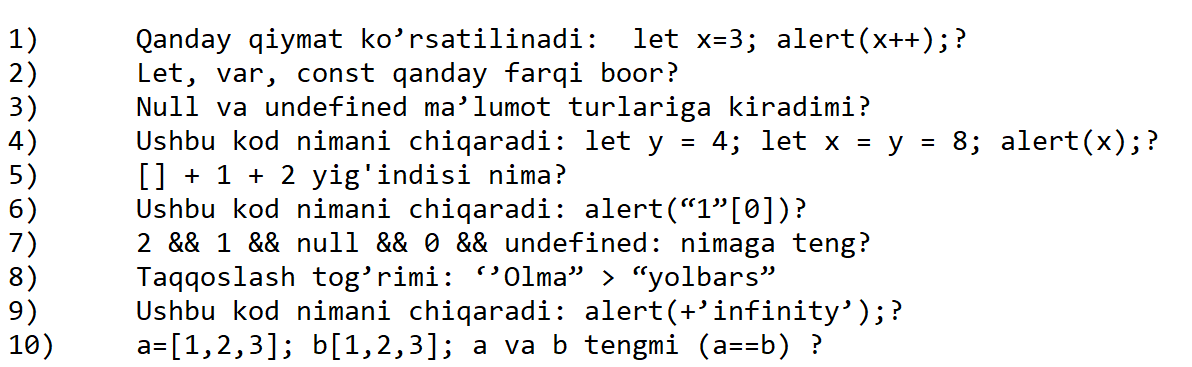 1) Qanday qiymat ko’rsatilinadi: let x=3; alert(x++);?
2) Let, var, const qanday farqi boor?
3) Null va undefined ma’lumot turlariga kiradimi?
4) Ushbu kod nimani chiqaradi: let y = 4; let x = y = 8; alert(x);?
5) [] + 1 + 2 yig'indisi nima?
6) Ushbu kod nimani chiqaradi: alert(“1”[0])?
7) 2 && 1 && null && 0 && undefined: nimaga teng?
8) Taqqoslash tog’rimi: ‘’Olma” > “yolbars”
9) Ushbu kod nimani chiqaradi: alert(+’infinity’);?
10) a=[1,2,3]; b[1,2,3]; a va b tengmi (a==b) ?